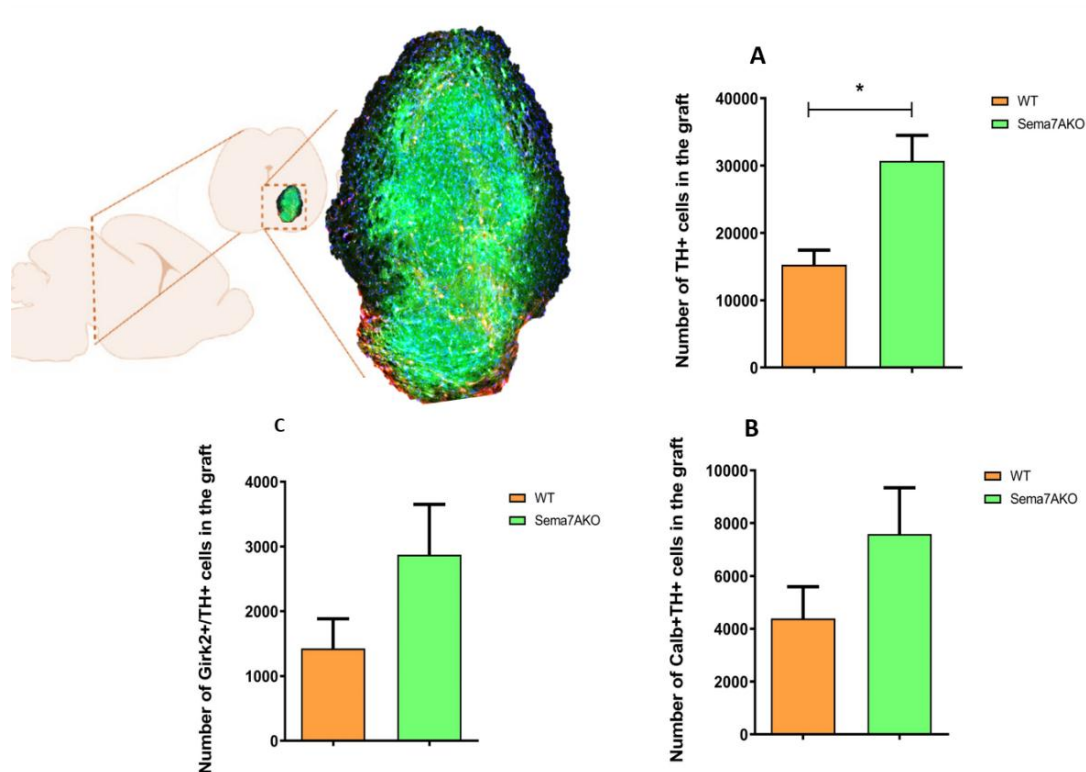 A
Number of TH+ cells in the graft
40000
30000
20000
10000
0
*
WT
Sema7AKO
C
Number of Girk2+/TH+ cells in the graft
4000
3000
2000
1000
0
WT
Sema7AKO
B
Number of Calb+TH+ cells in the graft
10000
8000
6000
4000
2000
0
WT
Sema7AKO